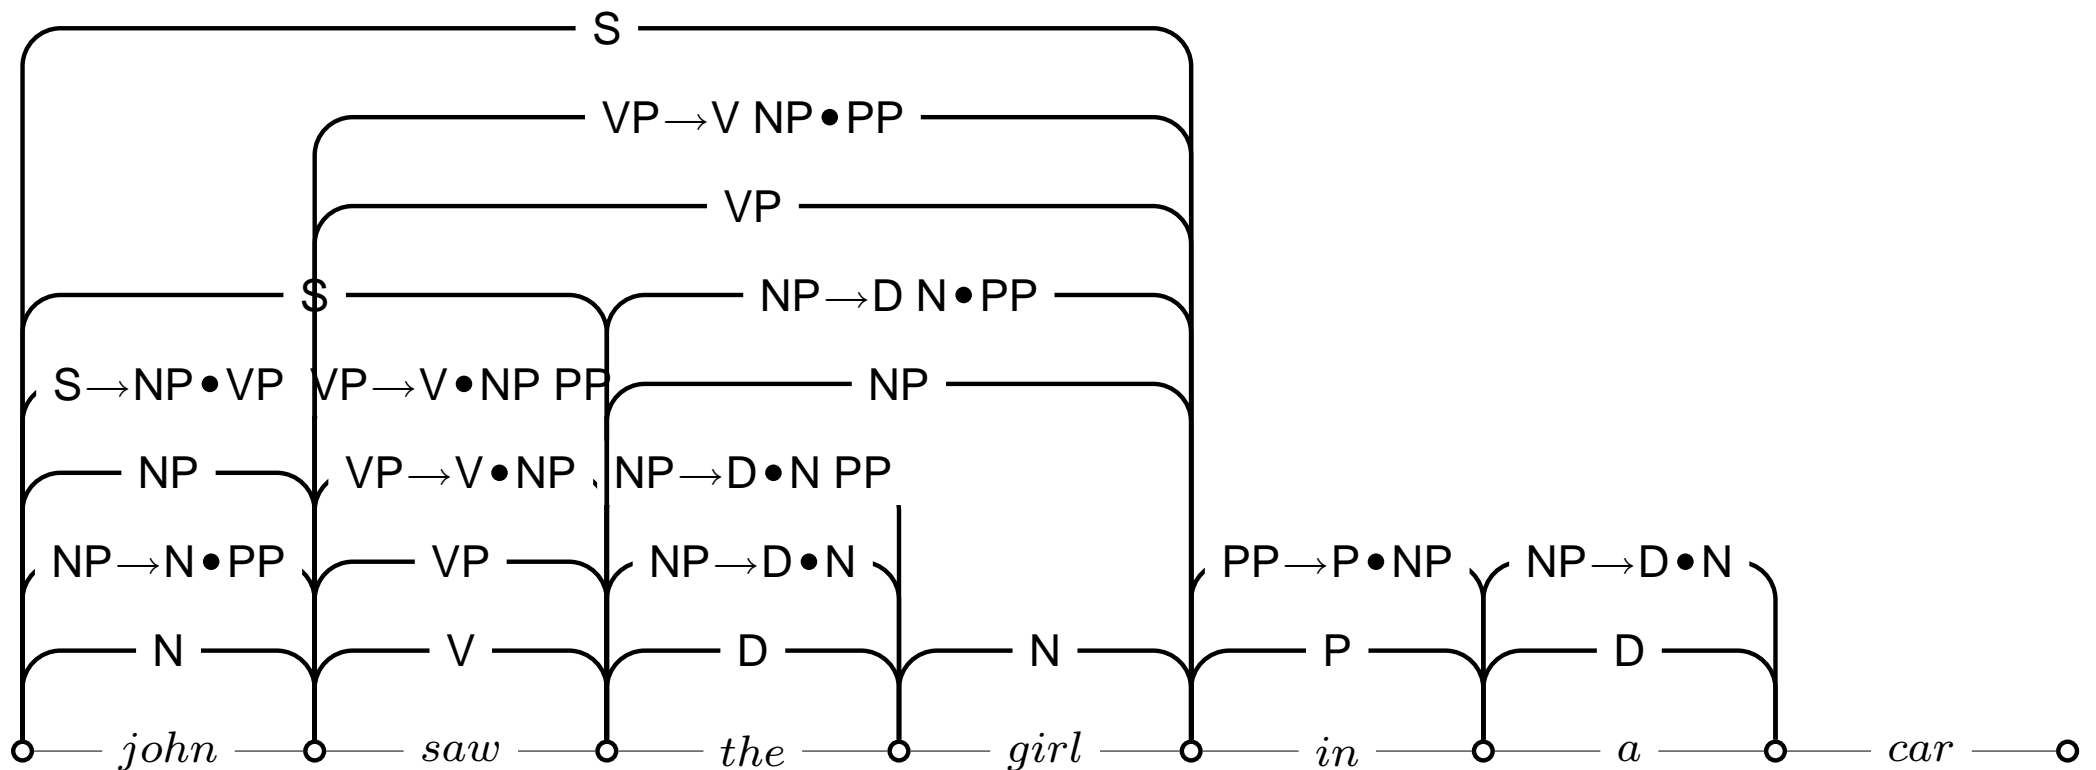 S
VP→V NP•PP
VP
S NP→D N•PP
S→NP•VP VP→V•NP PP NP
NP VP→V•NP NP→D•N PP
NP→N•PP VP NP→D•N PP→P•NP NP→D•N
N V D N P D
john saw the girl in a car